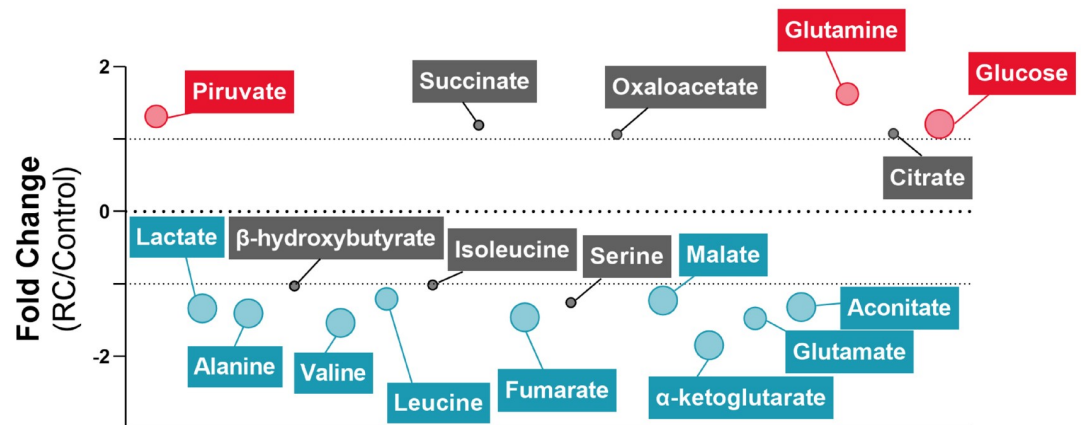 Glutamine
2
Piruvate
Succinate
Oxaloacetate
Glucose
Citrate
Fold Change
(RC/Control)
0
Lactate
β-hydroxybutyrate
Isoleucine
Serine
Malate
Aconitate
-2
Alanine
Valine
Leucine
Fumarate
α-ketoglutarate
Glutamate